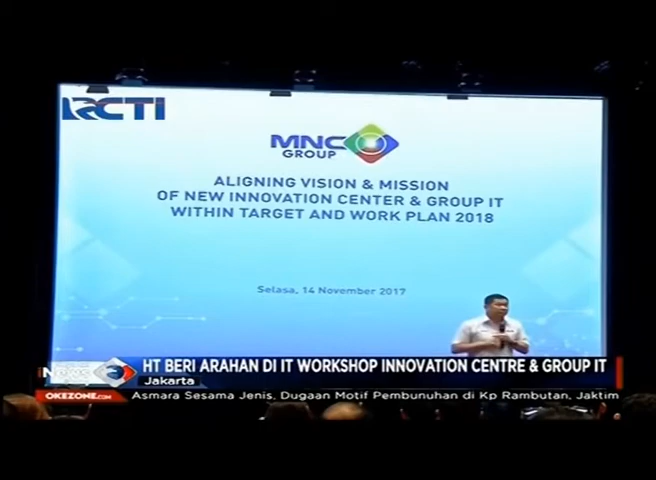 RCTI
MNC
GROUP
ALIGNING VISION & MISSION
OF NEW INNOVATION CENTER & GROUP IT
WITHIN TARGET AND WORK PLAN 2018
Selasa, 14 November 2017
iNews
HT BERI ARAHAN DI IT WORKSHOP INNOVATION CENTRE & GROUP IT
Jakarta
OKEZONE.COM
Asmara Sesama Jenis, Dugaan Motif Pembunuhan di Kp Rambutan, Jaktim